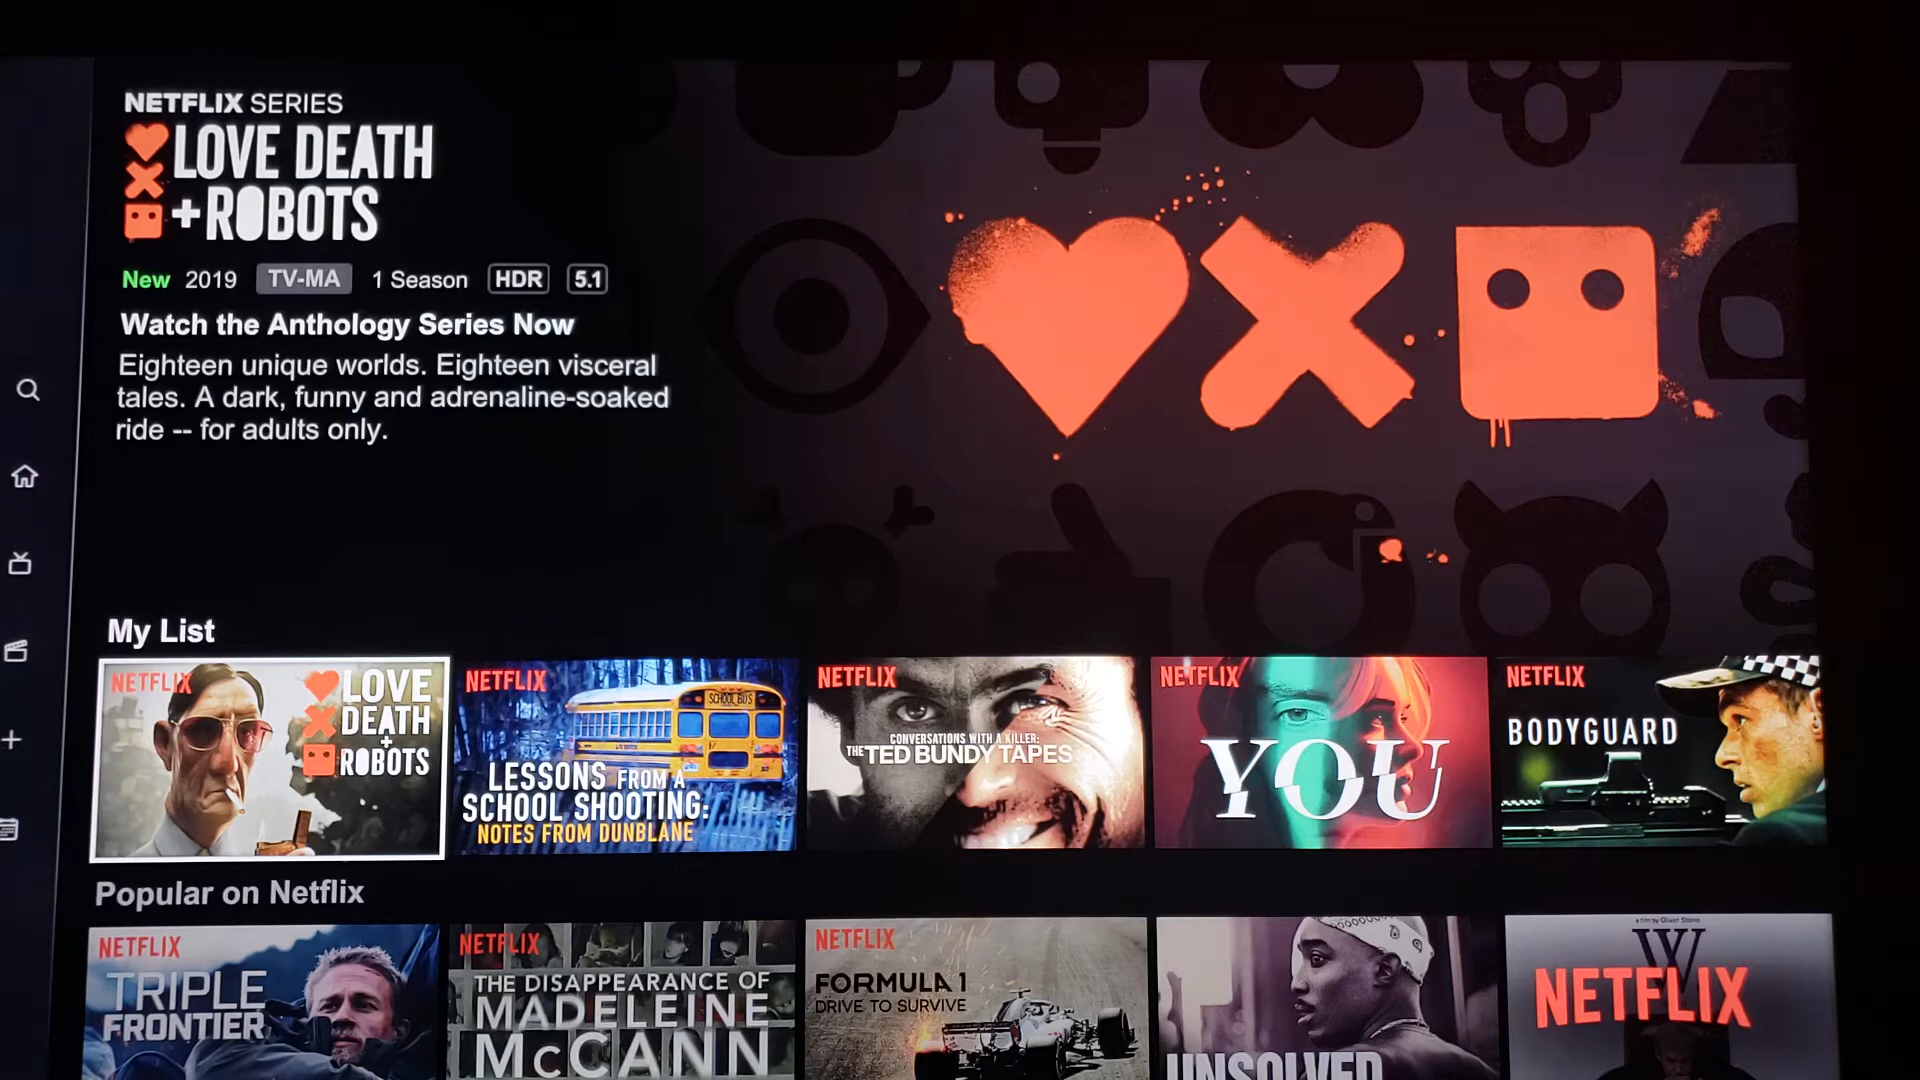 NETFLIX SERIES
LOVE DEATH
+ROBOTS
New 2019 TV-MA 1 Season HDR 5.1
Watch the Anthology Series Now
Eighteen unique worlds. Eighteen visceral
tales. A dark, funny and adrenaline-soaked
ride -- for adults only.
My List
NETFLIX
LOVE
DEATH
+
ROBOTS
NETFLIX
SCHOOL BUS
LESSONS FROM A
SCHOOL SHOOTING:
NOTES FROM DUNBLANE
NETFLIX
CONVERSATIONS WITH A KILLER:
THE TED BUNDY TAPES
NETFLIX
YOU
NETFLIX
BODYGUARD
Popular on Netflix
NETFLIX
TRIPLE
FRONTIER
NETFLIX
THE DISAPPEARANCE OF
MADELEINE
McCANN
NETFLIX
FORMULA 1
DRIVE TO SURVIVE
UNSOLVED
a film by Oliver Stone
W
NETFLIX